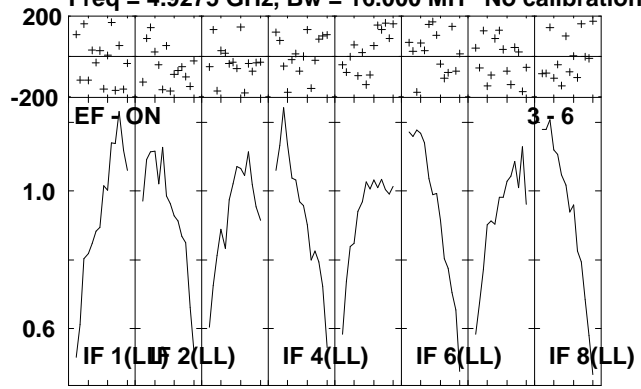 Freq = 4.9275 GHz, Bw = 16.000 MH No calibration
200
-200
EF - ON 3 - 6
1.0
0.6
IF 1(LL) IF 2(LL) IF 4(LL) IF 6(LL) IF 8(LL)